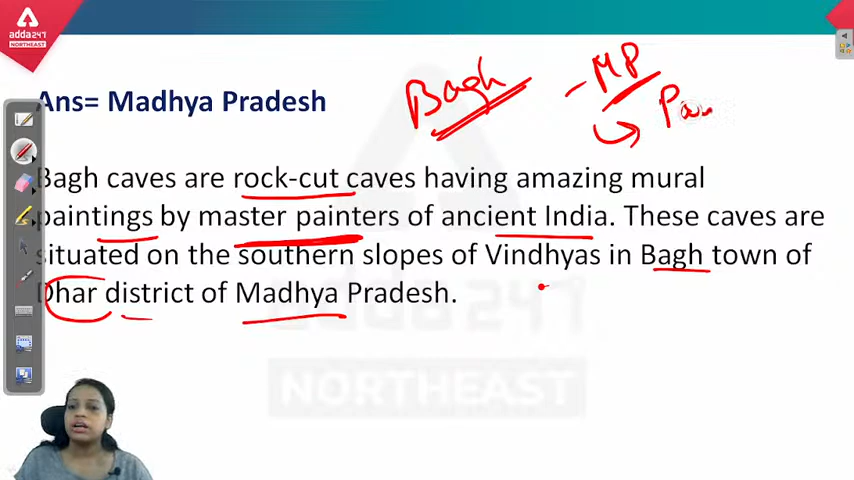 adda247
NORTHEAST
Ans= Madhya Pradesh
Bagh
- MP
Bagh caves are rock-cut caves having amazing mural
paintings by master painters of ancient India. These caves are
situated on the southern slopes of Vindhyas in Bagh town of
Dhar district of Madhya Pradesh.
adda247
NORTHEAST